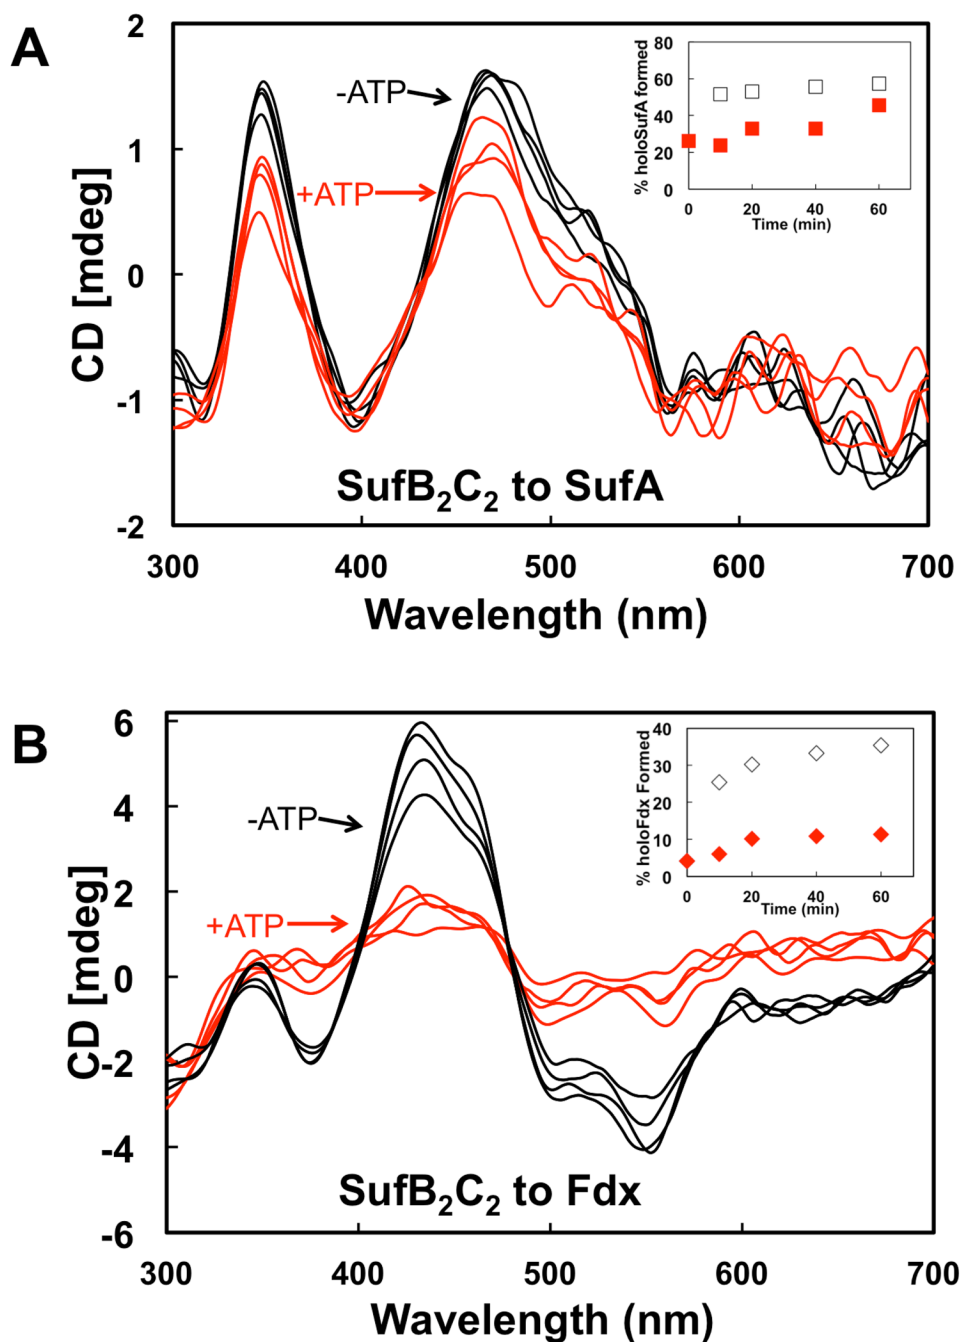 A
2
1
0
-1
-2
CD [mdeg]
-ATP
+ATP
80
60
40
20
0
% holoSufA formed
0 20 40 60
Time (min)
SufB₂C₂ to SufA
300 400 500 600 700
Wavelength (nm)
B
6
4
2
0
-2
-4
-6
CD [mdeg]
-ATP
+ATP
40
30
20
10
0
% holoFdx Formed
0 20 40 60
Time (min)
SufB₂C₂ to Fdx
300 400 500 600 700
Wavelength (nm)